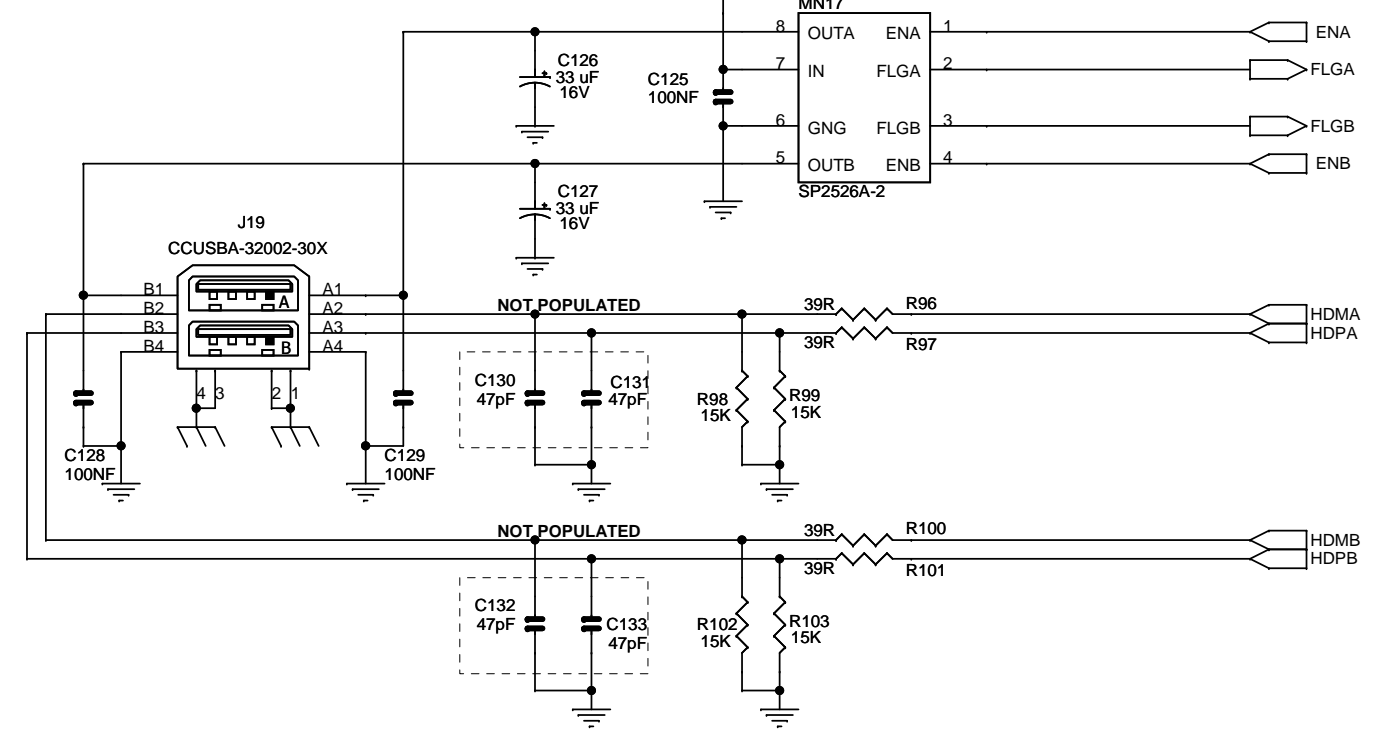 MN17
8 OUTA ENA 1 ENA
7 IN FLGA 2 FLGA
6 GNG FLGB 3 FLGB
5 OUTB ENB 4 ENB
SP2526A-2
C126
33 uF
16V
C125
100NF
C127
33 uF
16V
J19
CCUSBA-32002-30X
B1 A1
B2 A2
B3 A3
B4 A4
A
B
4 3 2 1
C128
100NF
C129
100NF
NOT POPULATED
39R R96 HDMA
39R R97 HDPA
C130
47pF
C131
47pF
R98
15K
R99
15K
NOT POPULATED
39R R100 HDMB
39R R101 HDPB
C132
47pF
C133
47pF
R102
15K
R103
15K